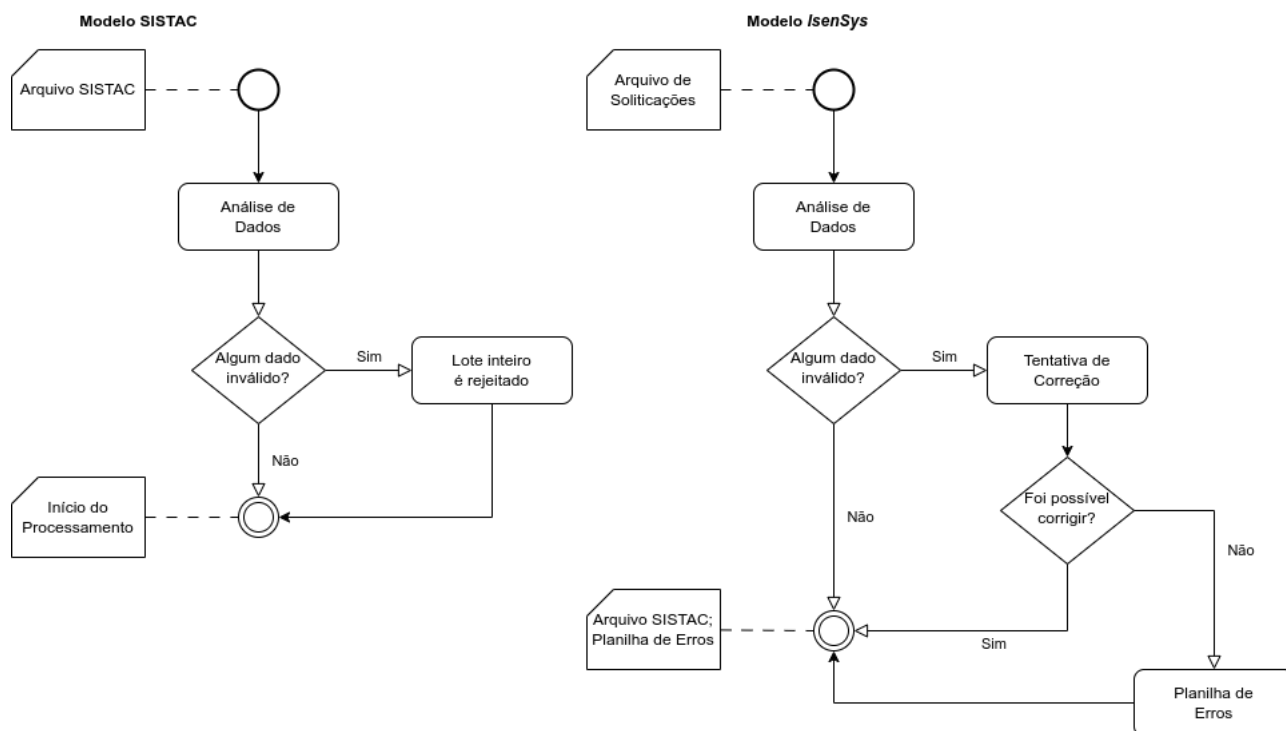 Modelo SISTAC
Arquivo SISTAC
Análise de
Dados
Algum dado
inválido?
Sim
Lote inteiro
é rejeitado
Não
Início do
Processamento
Modelo IsenSys
Arquivo de
Soliticações
Análise de
Dados
Algum dado
inválido?
Sim
Tentativa de
Correção
Foi possível
corrigir?
Não
Não
Sim
Arquivo SISTAC;
Planilha de Erros
Planilha de
Erros